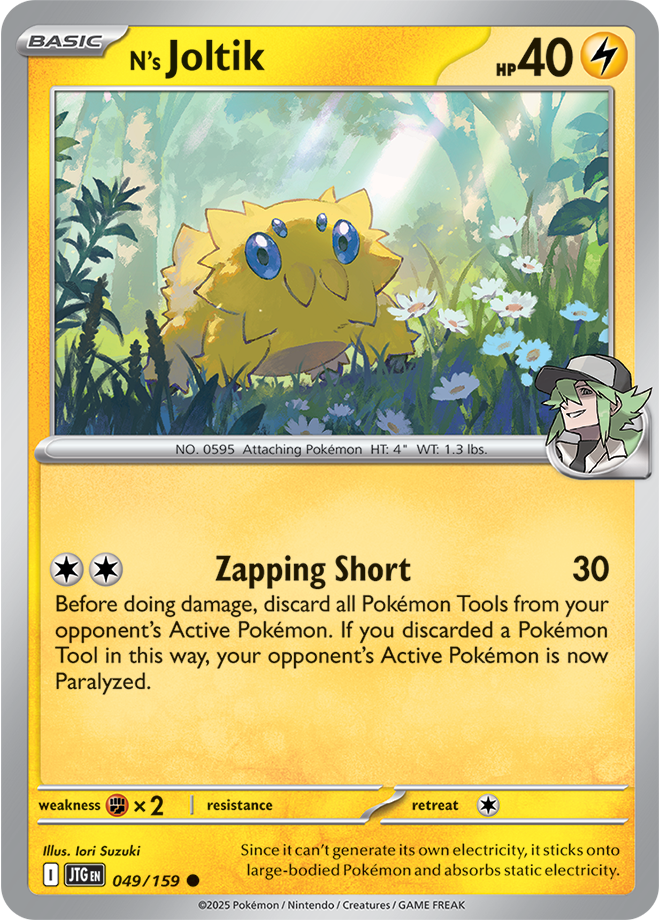 BASIC
N's Joltik
HP 40
NO. 0595 Attaching Pokémon HT: 4" WT: 1.3 lbs.
Zapping Short 30
Before doing damage, discard all Pokémon Tools from your
opponent's Active Pokémon. If you discarded a Pokémon
Tool in this way, your opponent's Active Pokémon is now
Paralyzed.
weakness ×2 resistance retreat
Illus. Iori Suzuki
Since it can't generate its own electricity, it sticks onto
large-bodied Pokémon and absorbs static electricity.
I JTG EN 049/159
©2025 Pokémon / Nintendo / Creatures / GAME FREAK